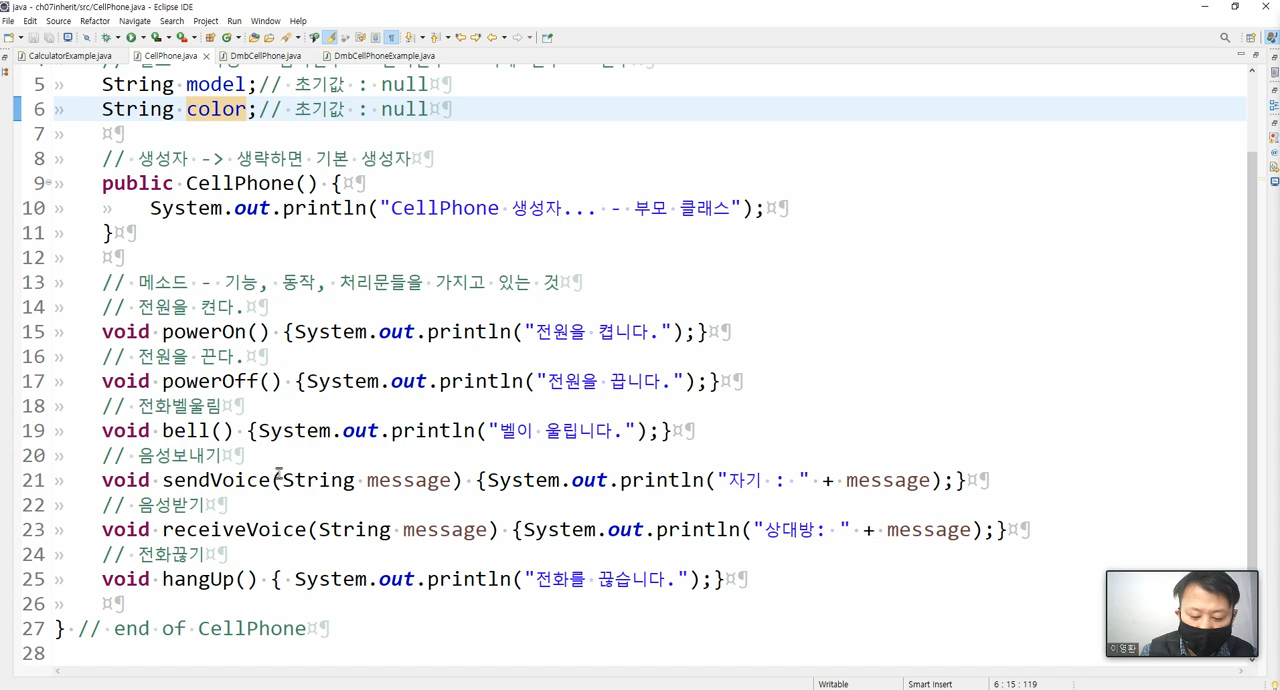 java - ch07inherit/src/CellPhone.java - Eclipse IDE
File Edit Source Refactor Navigate Search Project Run Window Help
CalculatorExample.java CellPhone.java DmbCellPhone.java DmbCellPhoneExample.java
5 String model;// 초기값 : null
6 String color;// 초기값 : null
7
8 // 생성자 -> 생략하면 기본 생성자
9 public CellPhone() {
10 System.out.println("CellPhone 생성자... - 부모 클래스");
11 }
12
13 // 메소드 - 기능, 동작, 처리문들을 가지고 있는 것
14 // 전원을 켠다.
15 void powerOn() {System.out.println("전원을 켭니다.");}
16 // 전원을 끈다.
17 void powerOff() {System.out.println("전원을 끕니다.");}
18 // 전화벨울림
19 void bell() {System.out.println("벨이 울립니다.");}
20 // 음성보내기
21 void sendVoice(String message) {System.out.println("자기 : " + message);}
22 // 음성받기
23 void receiveVoice(String message) {System.out.println("상대방: " + message);}
24 // 전화끊기
25 void hangUp() { System.out.println("전화를 끊습니다.");}
26
27 } // end of CellPhone
28
이영환
Writable Smart Insert 6 : 15 : 119